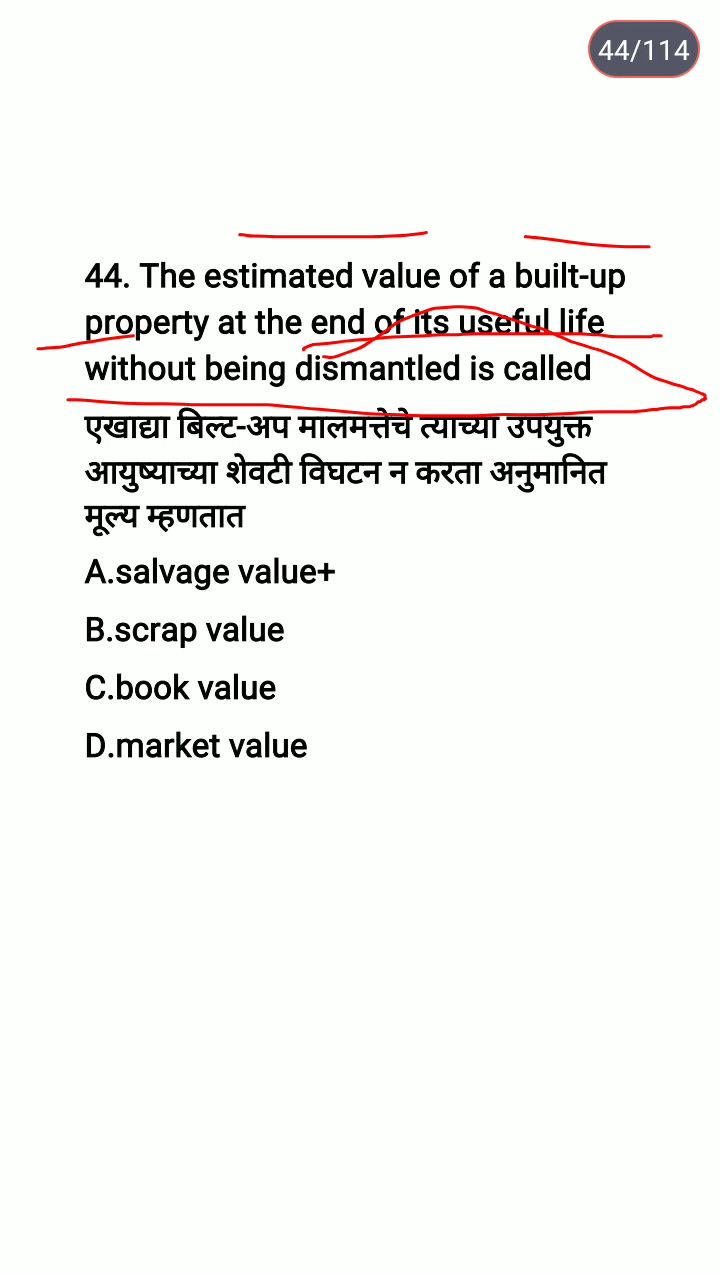 44/114
44. The estimated value of a built-up
property at the end of its useful life
without being dismantled is called
एखाद्या बिल्ट-अप मालमत्तेचे त्याच्या उपयुक्त
आयुष्याच्या शेवटी विघटन न करता अनुमानित
मूल्य म्हणतात
A.salvage value+
B.scrap value
C.book value
D.market value